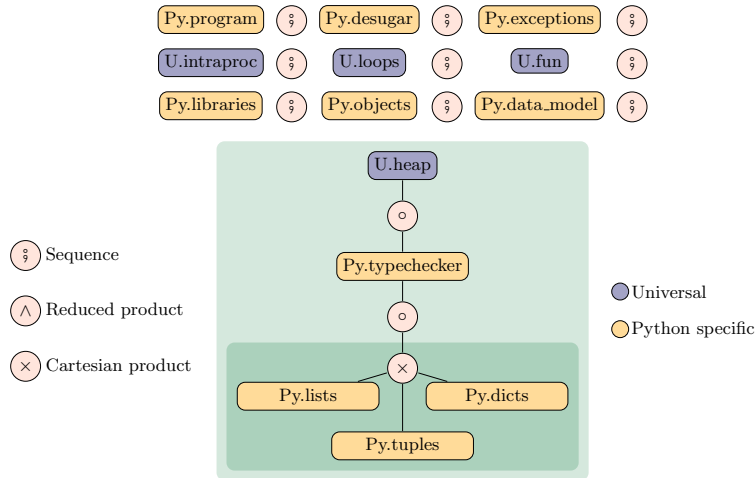 Py.program ⨟ Py.desugar ⨟ Py.exceptions ⨟
U.intraproc ⨟ U.loops ⨟ U.fun ⨟
Py.libraries ⨟ Py.objects ⨟ Py.data_model ⨟
U.heap
∘
Py.typechecker
∘
×
Py.lists Py.dicts
Py.tuples
⨟ Sequence
∧ Reduced product
× Cartesian product
Universal
Python specific